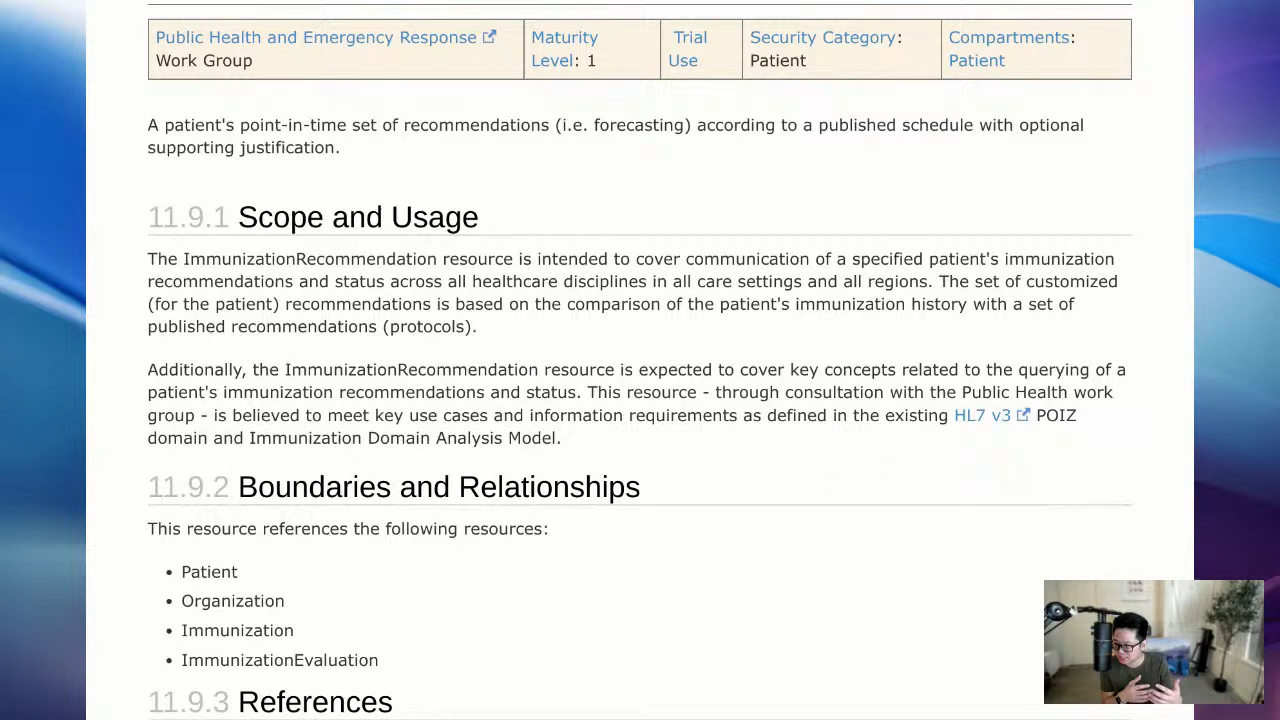 Public Health and Emergency Response
Work Group
Maturity
Level: 1
Trial
Use
Security Category:
Patient
Compartments:
Patient
A patient's point-in-time set of recommendations (i.e. forecasting) according to a published schedule with optional
supporting justification.
11.9.1 Scope and Usage
The ImmunizationRecommendation resource is intended to cover communication of a specified patient's immunization
recommendations and status across all healthcare disciplines in all care settings and all regions. The set of customized
(for the patient) recommendations is based on the comparison of the patient's immunization history with a set of
published recommendations (protocols).
Additionally, the ImmunizationRecommendation resource is expected to cover key concepts related to the querying of a
patient's immunization recommendations and status. This resource - through consultation with the Public Health work
group - is believed to meet key use cases and information requirements as defined in the existing HL7 v3 POIZ
domain and Immunization Domain Analysis Model.
11.9.2 Boundaries and Relationships
This resource references the following resources:
• Patient
• Organization
• Immunization
• ImmunizationEvaluation
11.9.3 References